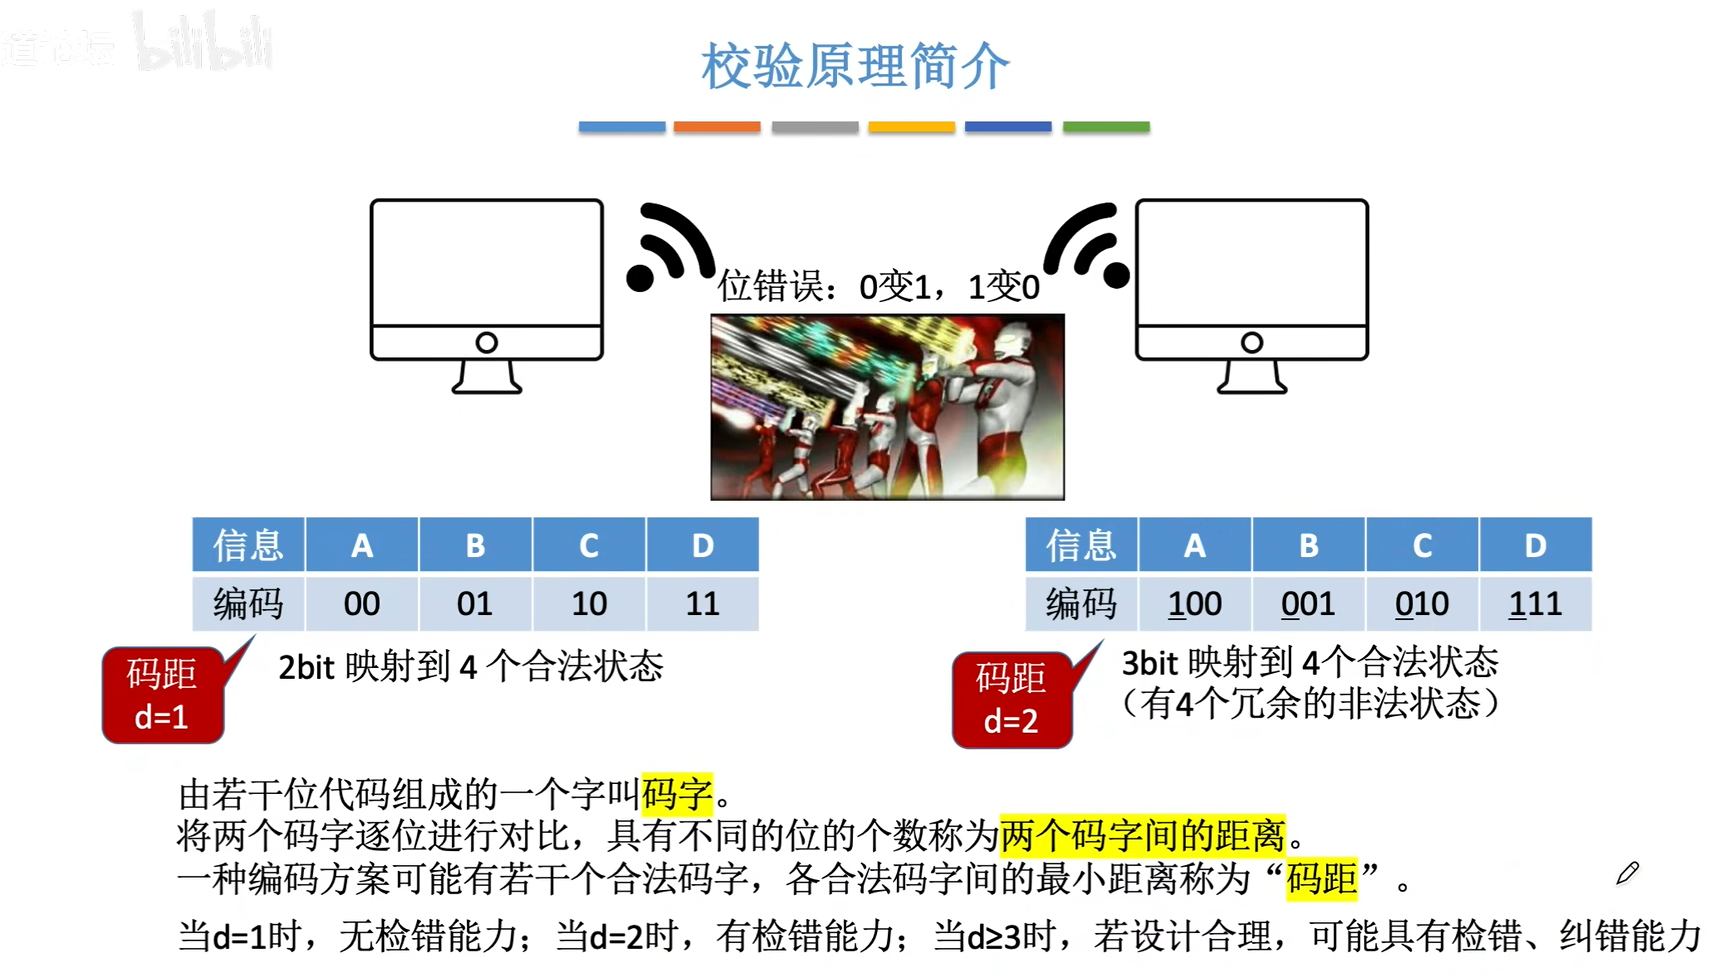 道论坛 bilibili
校验原理简介
位错误：0变1，1变0
信息 A B C D
编码 00 01 10 11
信息 A B C D
编码 100 001 010 111
码距
d=1
2bit 映射到 4 个合法状态
码距
d=2
3bit 映射到 4个合法状态
（有4个冗余的非法状态）
由若干位代码组成的一个字叫码字。
将两个码字逐位进行对比，具有不同的位的个数称为两个码字间的距离。
一种编码方案可能有若干个合法码字，各合法码字间的最小距离称为“码距”。
当d=1时，无检错能力；当d=2时，有检错能力；当d≥3时，若设计合理，可能具有检错、纠错能力